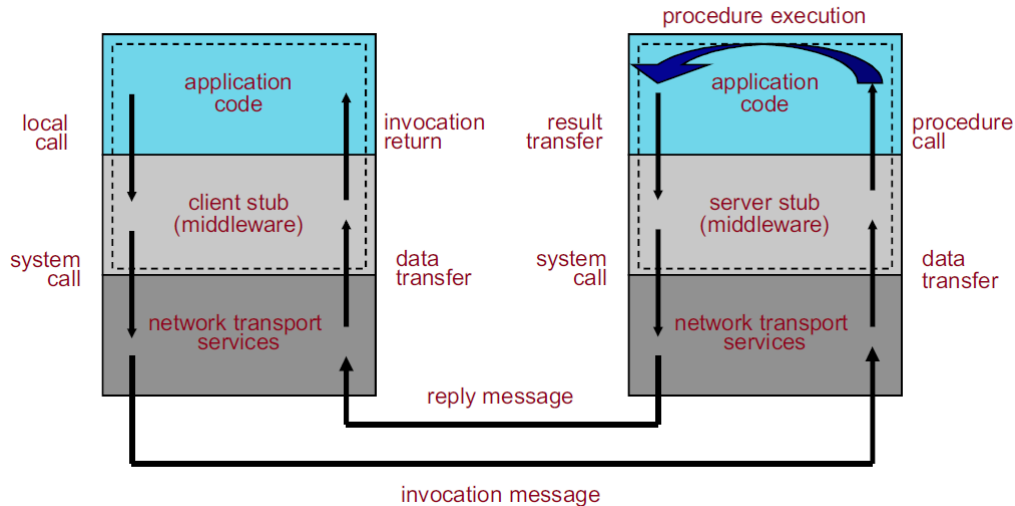 procedure execution
application
code
local
call
invocation
return
client stub
(middleware)
system
call
data
transfer
network transport
services
application
code
result
transfer
procedure
call
server stub
(middleware)
system
call
data
transfer
network transport
services
reply message
invocation message